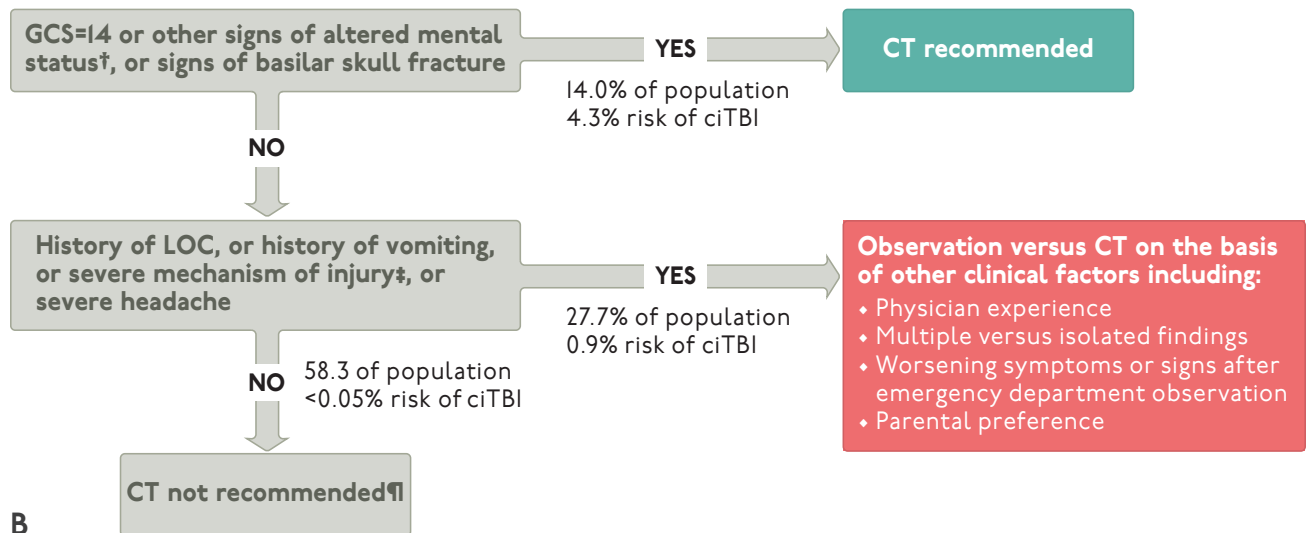 GCS=14 or other signs of altered mental
status†, or signs of basilar skull fracture
YES
14.0% of population
4.3% risk of ciTBI
CT recommended
NO
History of LOC, or history of vomiting,
or severe mechanism of injury‡, or
severe headache
YES
27.7% of population
0.9% risk of ciTBI
Observation versus CT on the basis
of other clinical factors including:
⬥ Physician experience
⬥ Multiple versus isolated findings
⬥ Worsening symptoms or signs after
emergency department observation
⬥ Parental preference
NO
58.3 of population
<0.05% risk of ciTBI
CT not recommended¶
B